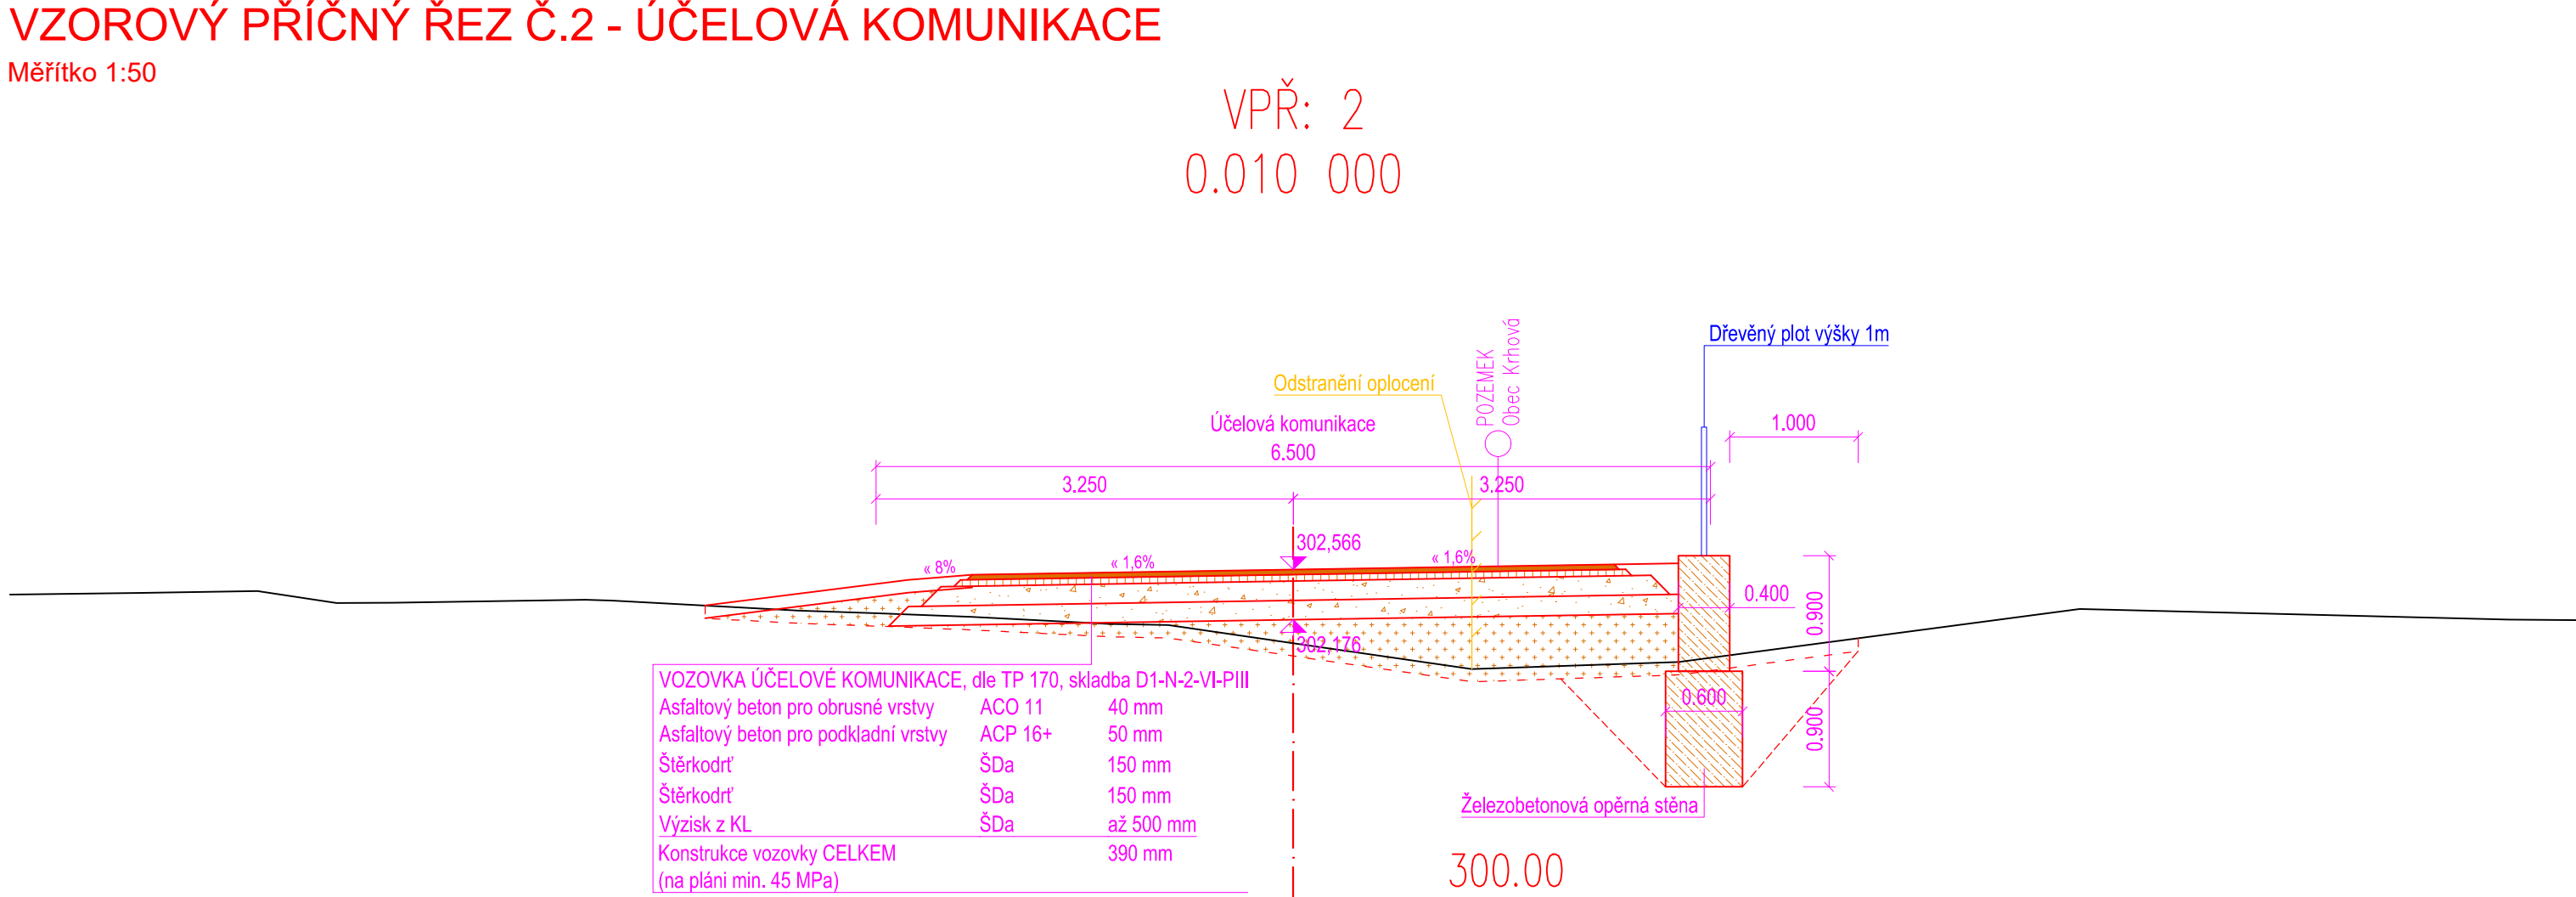 VZOROVÝ PŘÍČNÝ ŘEZ Č.2 - ÚČELOVÁ KOMUNIKACE
Měřítko 1:50
VPŘ: 2
0.010 000
Dřevěný plot výšky 1m
POZEMEK
Obec Krhová
Odstranění oplocení
Účelová komunikace
6.500
1.000
3.250
3.250
302,566
« 8%
« 1,6%
« 1,6%
0.400
0.900
302,176
0.600
0.900
VOZOVKA ÚČELOVÉ KOMUNIKACE, dle TP 170, skladba D1-N-2-VI-PIII
Asfaltový beton pro obrusné vrstvy ACO 11 40 mm
Asfaltový beton pro podkladní vrstvy ACP 16+ 50 mm
Štěrkodrť ŠDa 150 mm
Štěrkodrť ŠDa 150 mm
Výzisk z KL ŠDa až 500 mm
Konstrukce vozovky CELKEM 390 mm
(na pláni min. 45 MPa)
Železobetonová opěrná stěna
300.00